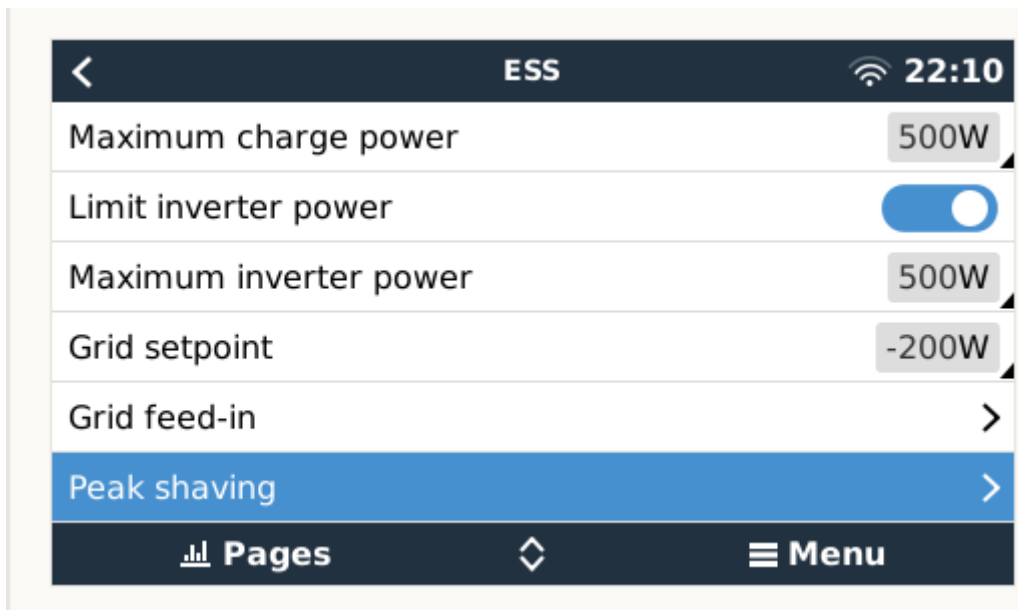 ESS 22:10
Maximum charge power 500W
Limit inverter power
Maximum inverter power 500W
Grid setpoint -200W
Grid feed-in
Peak shaving
Pages Menu